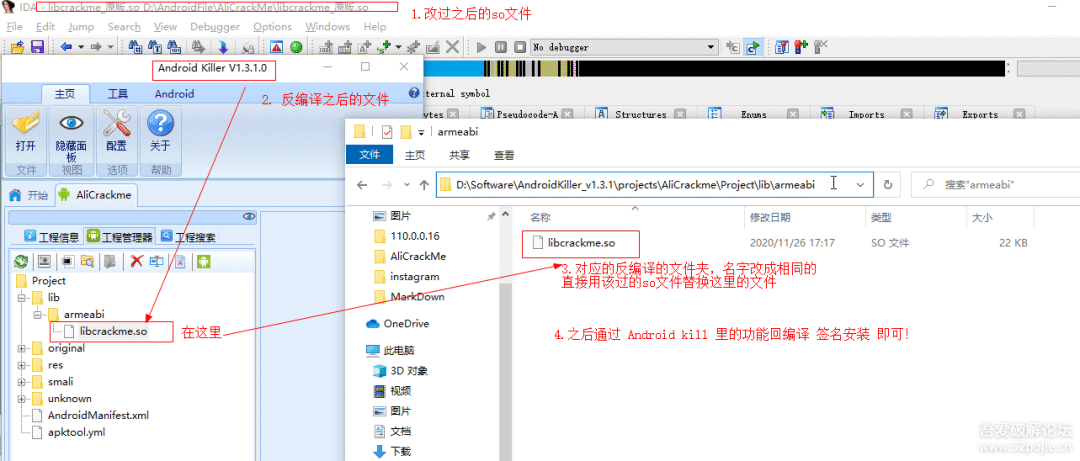 IDA - libcrackme_原版.so D:\AndroidFile\AliCrackMe\libcrackme_原版.so
1.改过之后的so文件
File Edit Jump Search View Debugger Options Windows Help
No debugger
Android Killer V1.3.1.0
ternal symbol
主页 工具 Android
2. 反编译之后的文件
ytes Pseudocode-A Structures Enums Imports Exports
打开 隐藏面板 配置 关于
文件 视图 选项 帮助
armeabi
文件 主页 共享 查看
D:\Software\AndroidKiller_v1.3.1\projects\AliCrackme\Project\lib\armeabi
搜索"armeabi"
开始 AliCrackme
工程信息 工程管理器 工程搜索
名称 修改日期 类型 大小
libcrackme.so 2020/11/26 17:17 SO 文件 22 KB
图片
110.0.0.16
AliCrackMe
instagram
MarkDown
OneDrive
此电脑
3D 对象
视频
图片
文档
下载
3.对应的反编译的文件夹，名字改成相同的
直接用该过的so文件替换这里的文件
4.之后通过 Android kill 里的功能回编译 签名安装 即可!
Project
lib
armeabi
libcrackme.so
在这里
original
res
smali
unknown
AndroidManifest.xml
apktool.yml
吾爱破解论坛
www.52pojie.cn